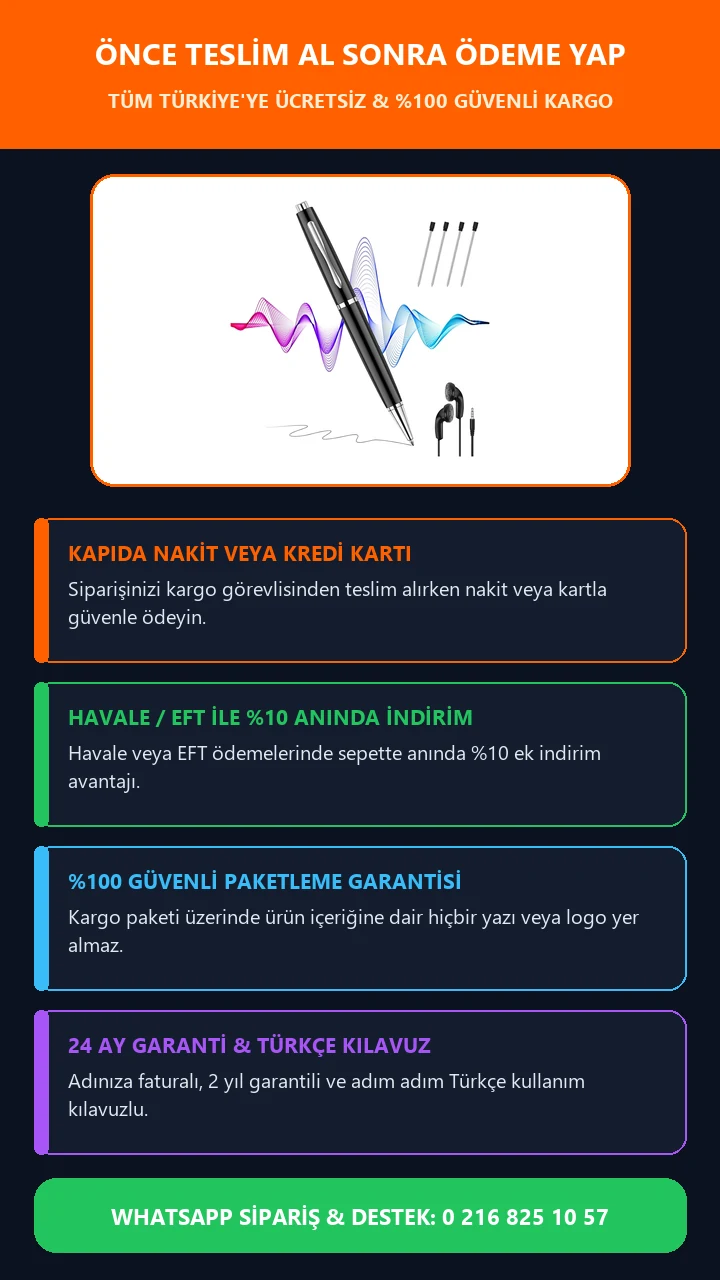 ÖNCE TESLİM AL SONRA ÖDEME YAP
TÜM TÜRKİYE'YE ÜCRETSİZ & %100 GÜVENLİ KARGO
KAPIDA NAKİT VEYA KREDİ KARTI
Siparişinizi kargo görevlisinden teslim alırken nakit veya kartla
güvenle ödeyin.
HAVALE / EFT İLE %10 ANINDA İNDİRİM
Havale veya EFT ödemelerinde sepette anında %10 ek indirim
avantajı.
%100 GÜVENLİ PAKETLEME GARANTİSİ
Kargo paketi üzerinde ürün içeriğine dair hiçbir yazı veya logo yer
almaz.
24 AY GARANTİ & TÜRKÇE KILAVUZ
Adınıza faturalı, 2 yıl garantili ve adım adım Türkçe kullanım
kılavuzlu.
WHATSAPP SİPARİŞ & DESTEK: 0 216 825 10 57